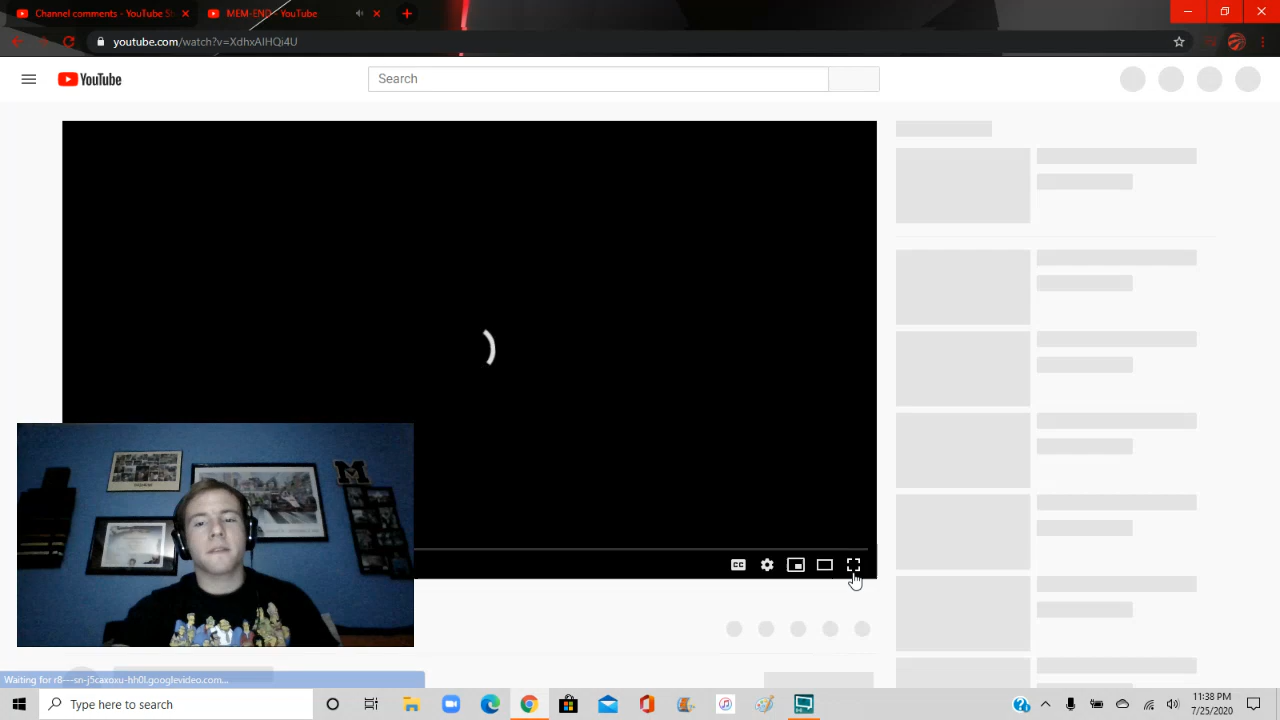 Channel comments - YouTube St
MEM-END - YouTube
youtube.com/watch?v=XdhxAIHQi4U
YouTube
Search
M
CC
Waiting for r8---sn-j5caxoxu-hh0l.googlevideo.com...
Type here to search
11:38 PM
7/25/2020